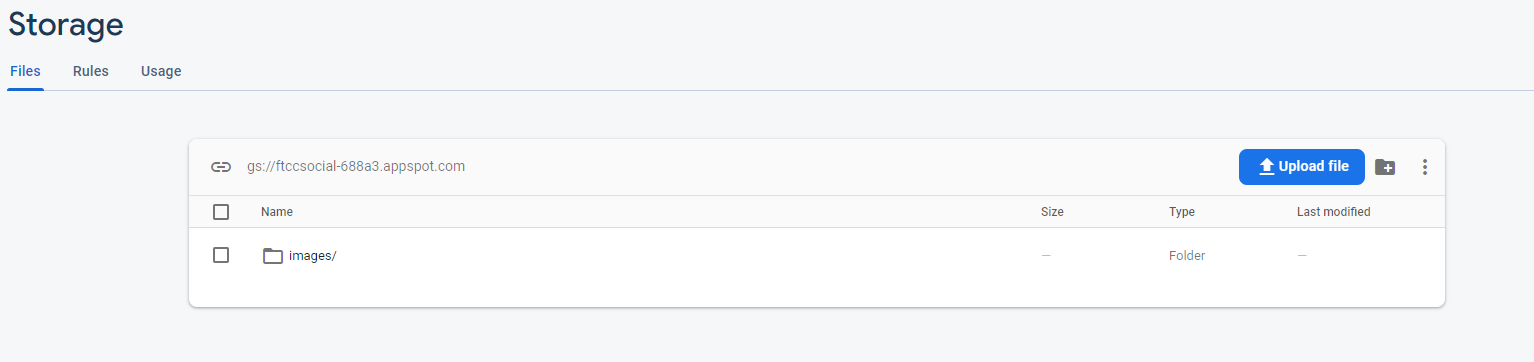 Storage
Files Rules Usage
gs://ftccsocial-688a3.appspot.com Upload file
Name Size Type Last modified
images/ — Folder —